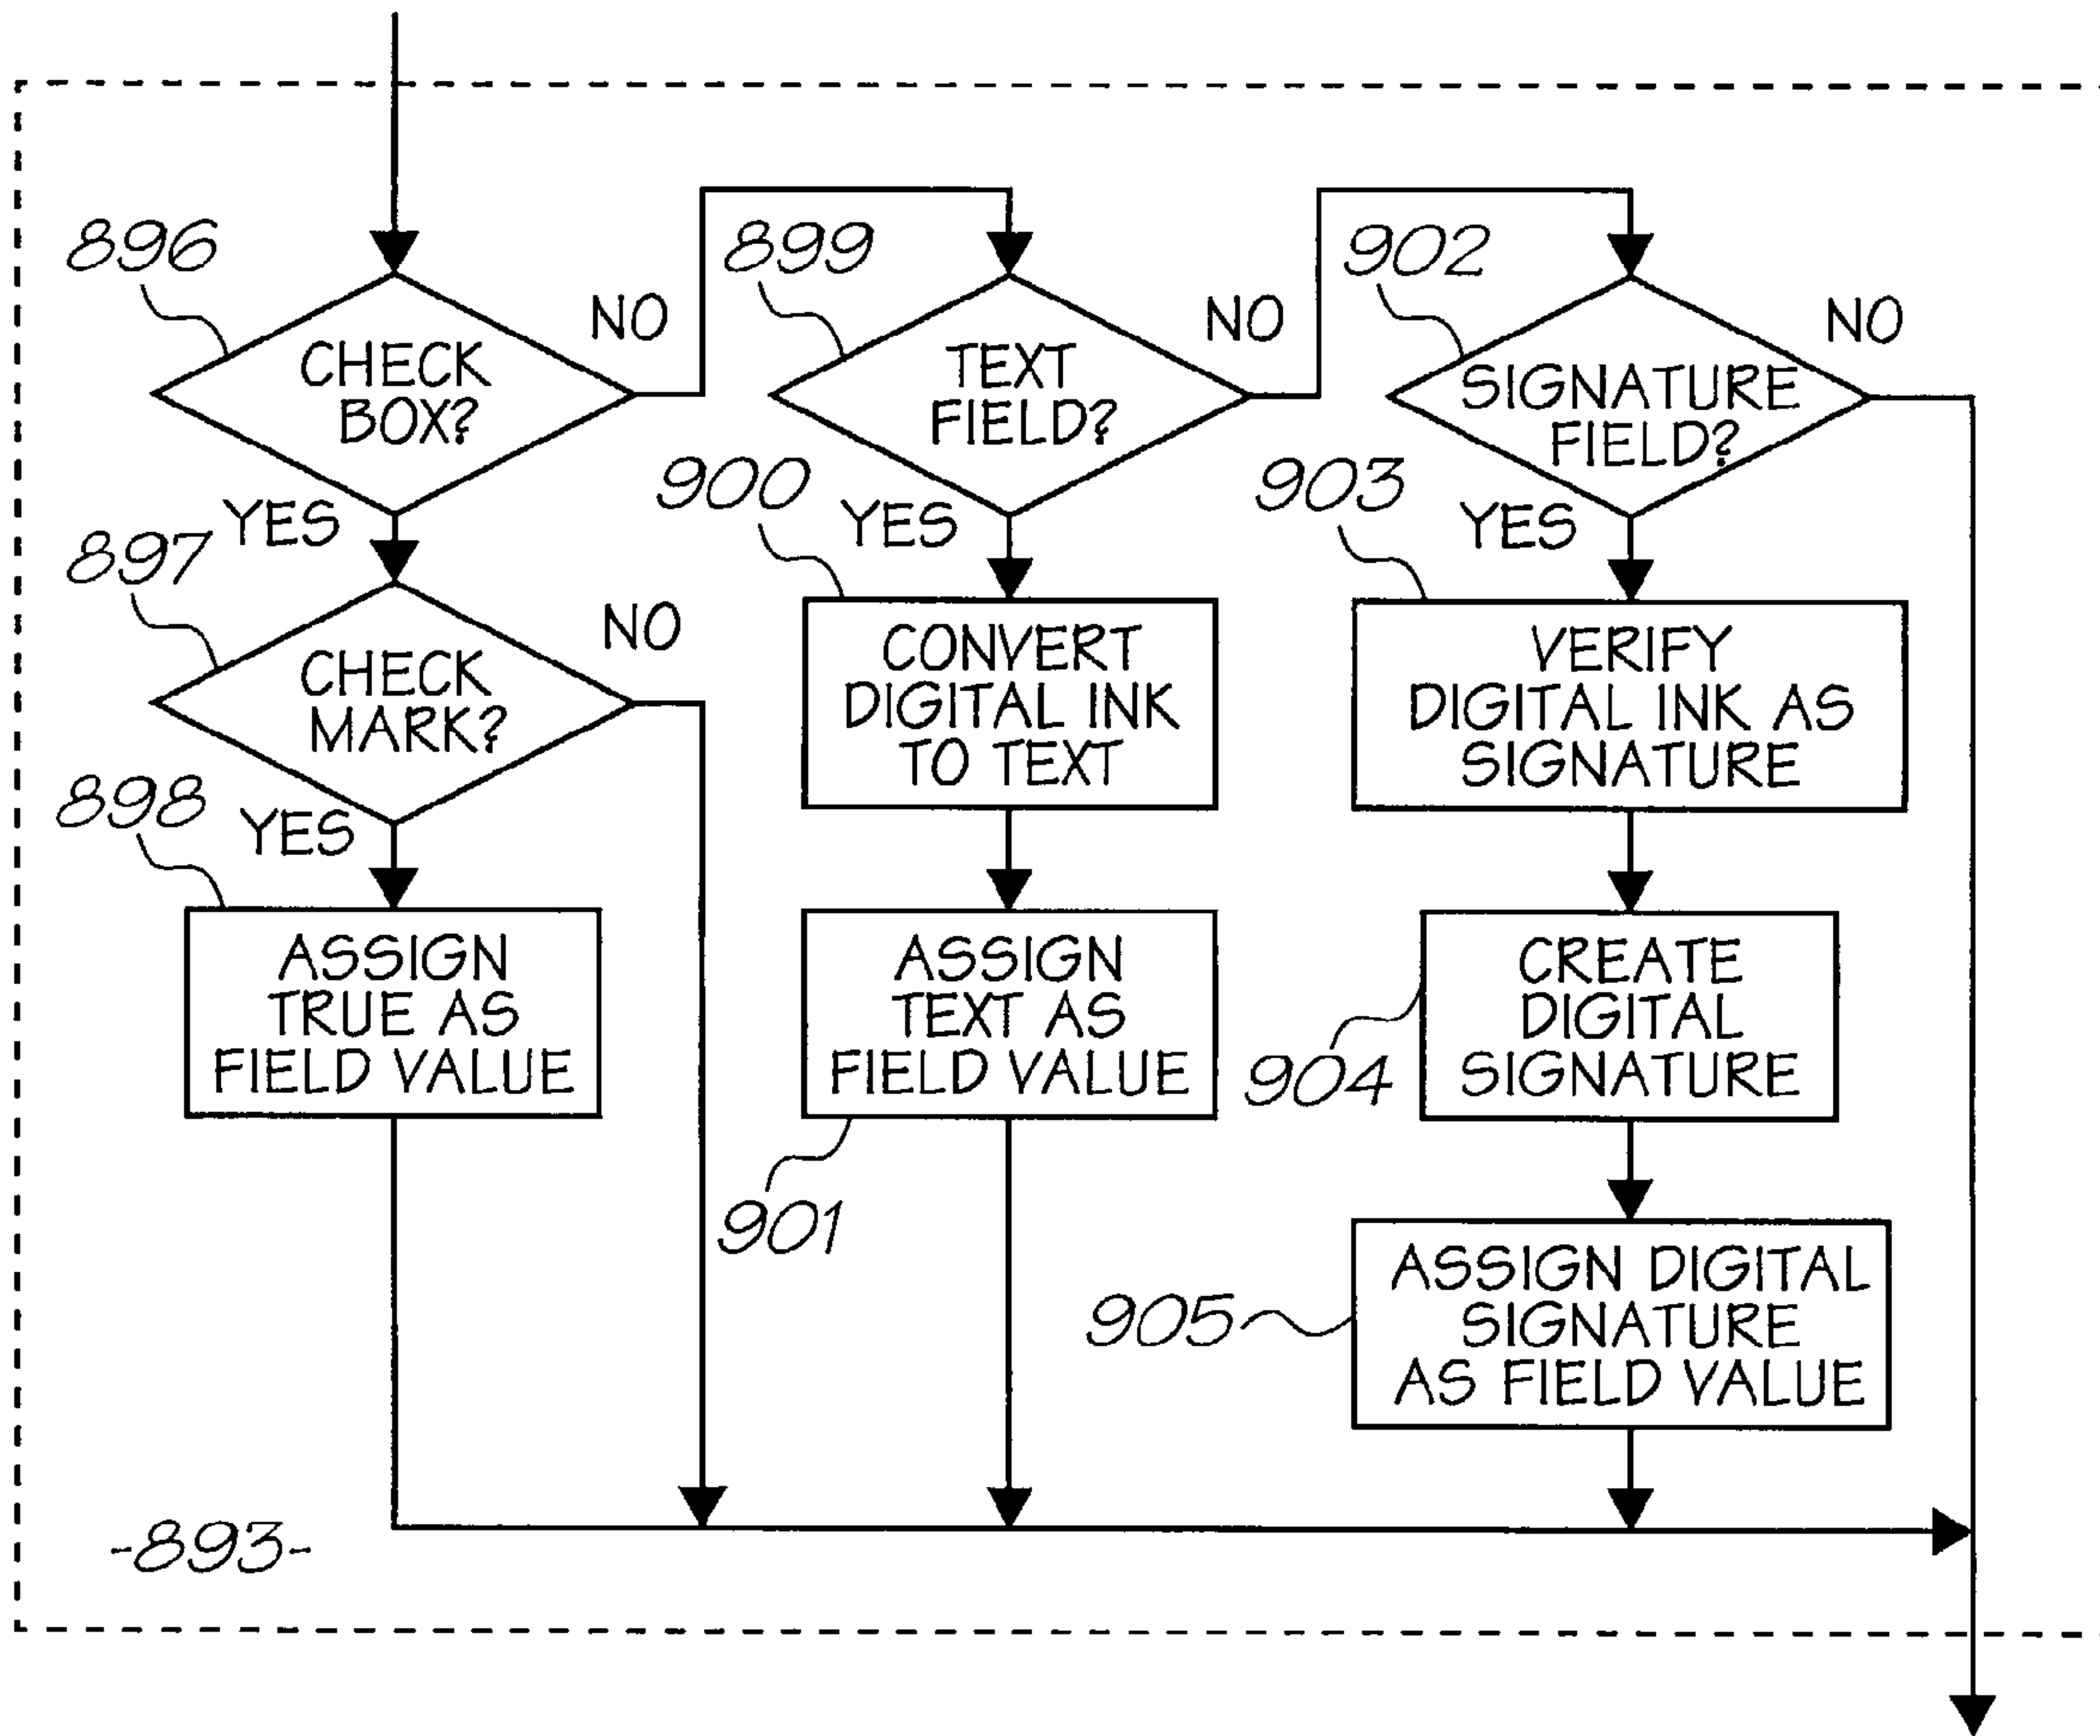 896
CHECK
BOX?
NO
YES
897
CHECK
MARK?
NO
YES
898
ASSIGN
TRUE AS
FIELD VALUE
899
TEXT
FIELD?
NO
YES
900
CONVERT
DIGITAL INK
TO TEXT
ASSIGN
TEXT AS
FIELD VALUE
901
902
SIGNATURE
FIELD?
NO
YES
903
VERIFY
DIGITAL INK AS
SIGNATURE
CREATE
DIGITAL
SIGNATURE
904
ASSIGN DIGITAL
SIGNATURE
AS FIELD VALUE
905
-893-